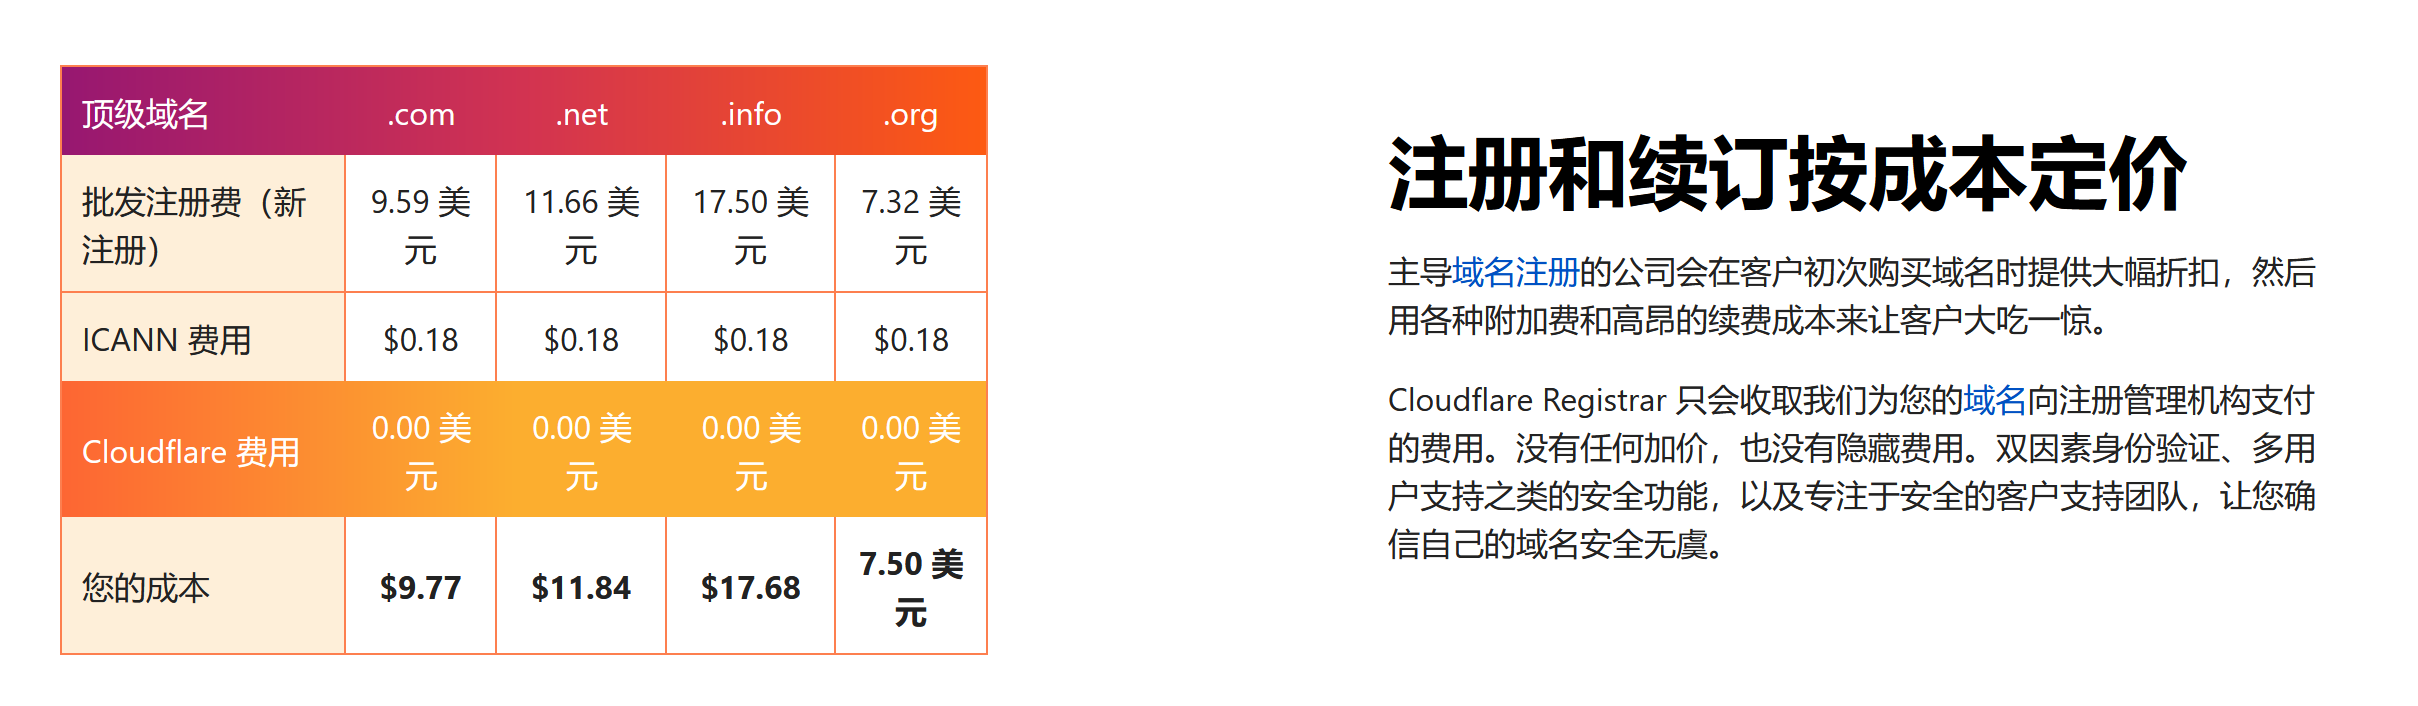 顶级域名 .com .net .info .org
批发注册费（新 9.59 美 11.66 美 17.50 美 7.32 美
注册） 元 元 元 元
ICANN 费用 $0.18 $0.18 $0.18 $0.18
Cloudflare 费用 0.00 美 0.00 美 0.00 美 0.00 美
元 元 元 元
您的成本 $9.77 $11.84 $17.68 7.50 美
元
注册和续订按成本定价
主导域名注册的公司会在客户初次购买域名时提供大幅折扣，然后
用各种附加费和高昂的续费成本来让客户大吃一惊。
Cloudflare Registrar 只会收取我们为您的域名向注册管理机构支付
的费用。没有任何加价，也没有隐藏费用。双因素身份验证、多用
户支持之类的安全功能，以及专注于安全的客户支持团队，让您确
信自己的域名安全无虞。